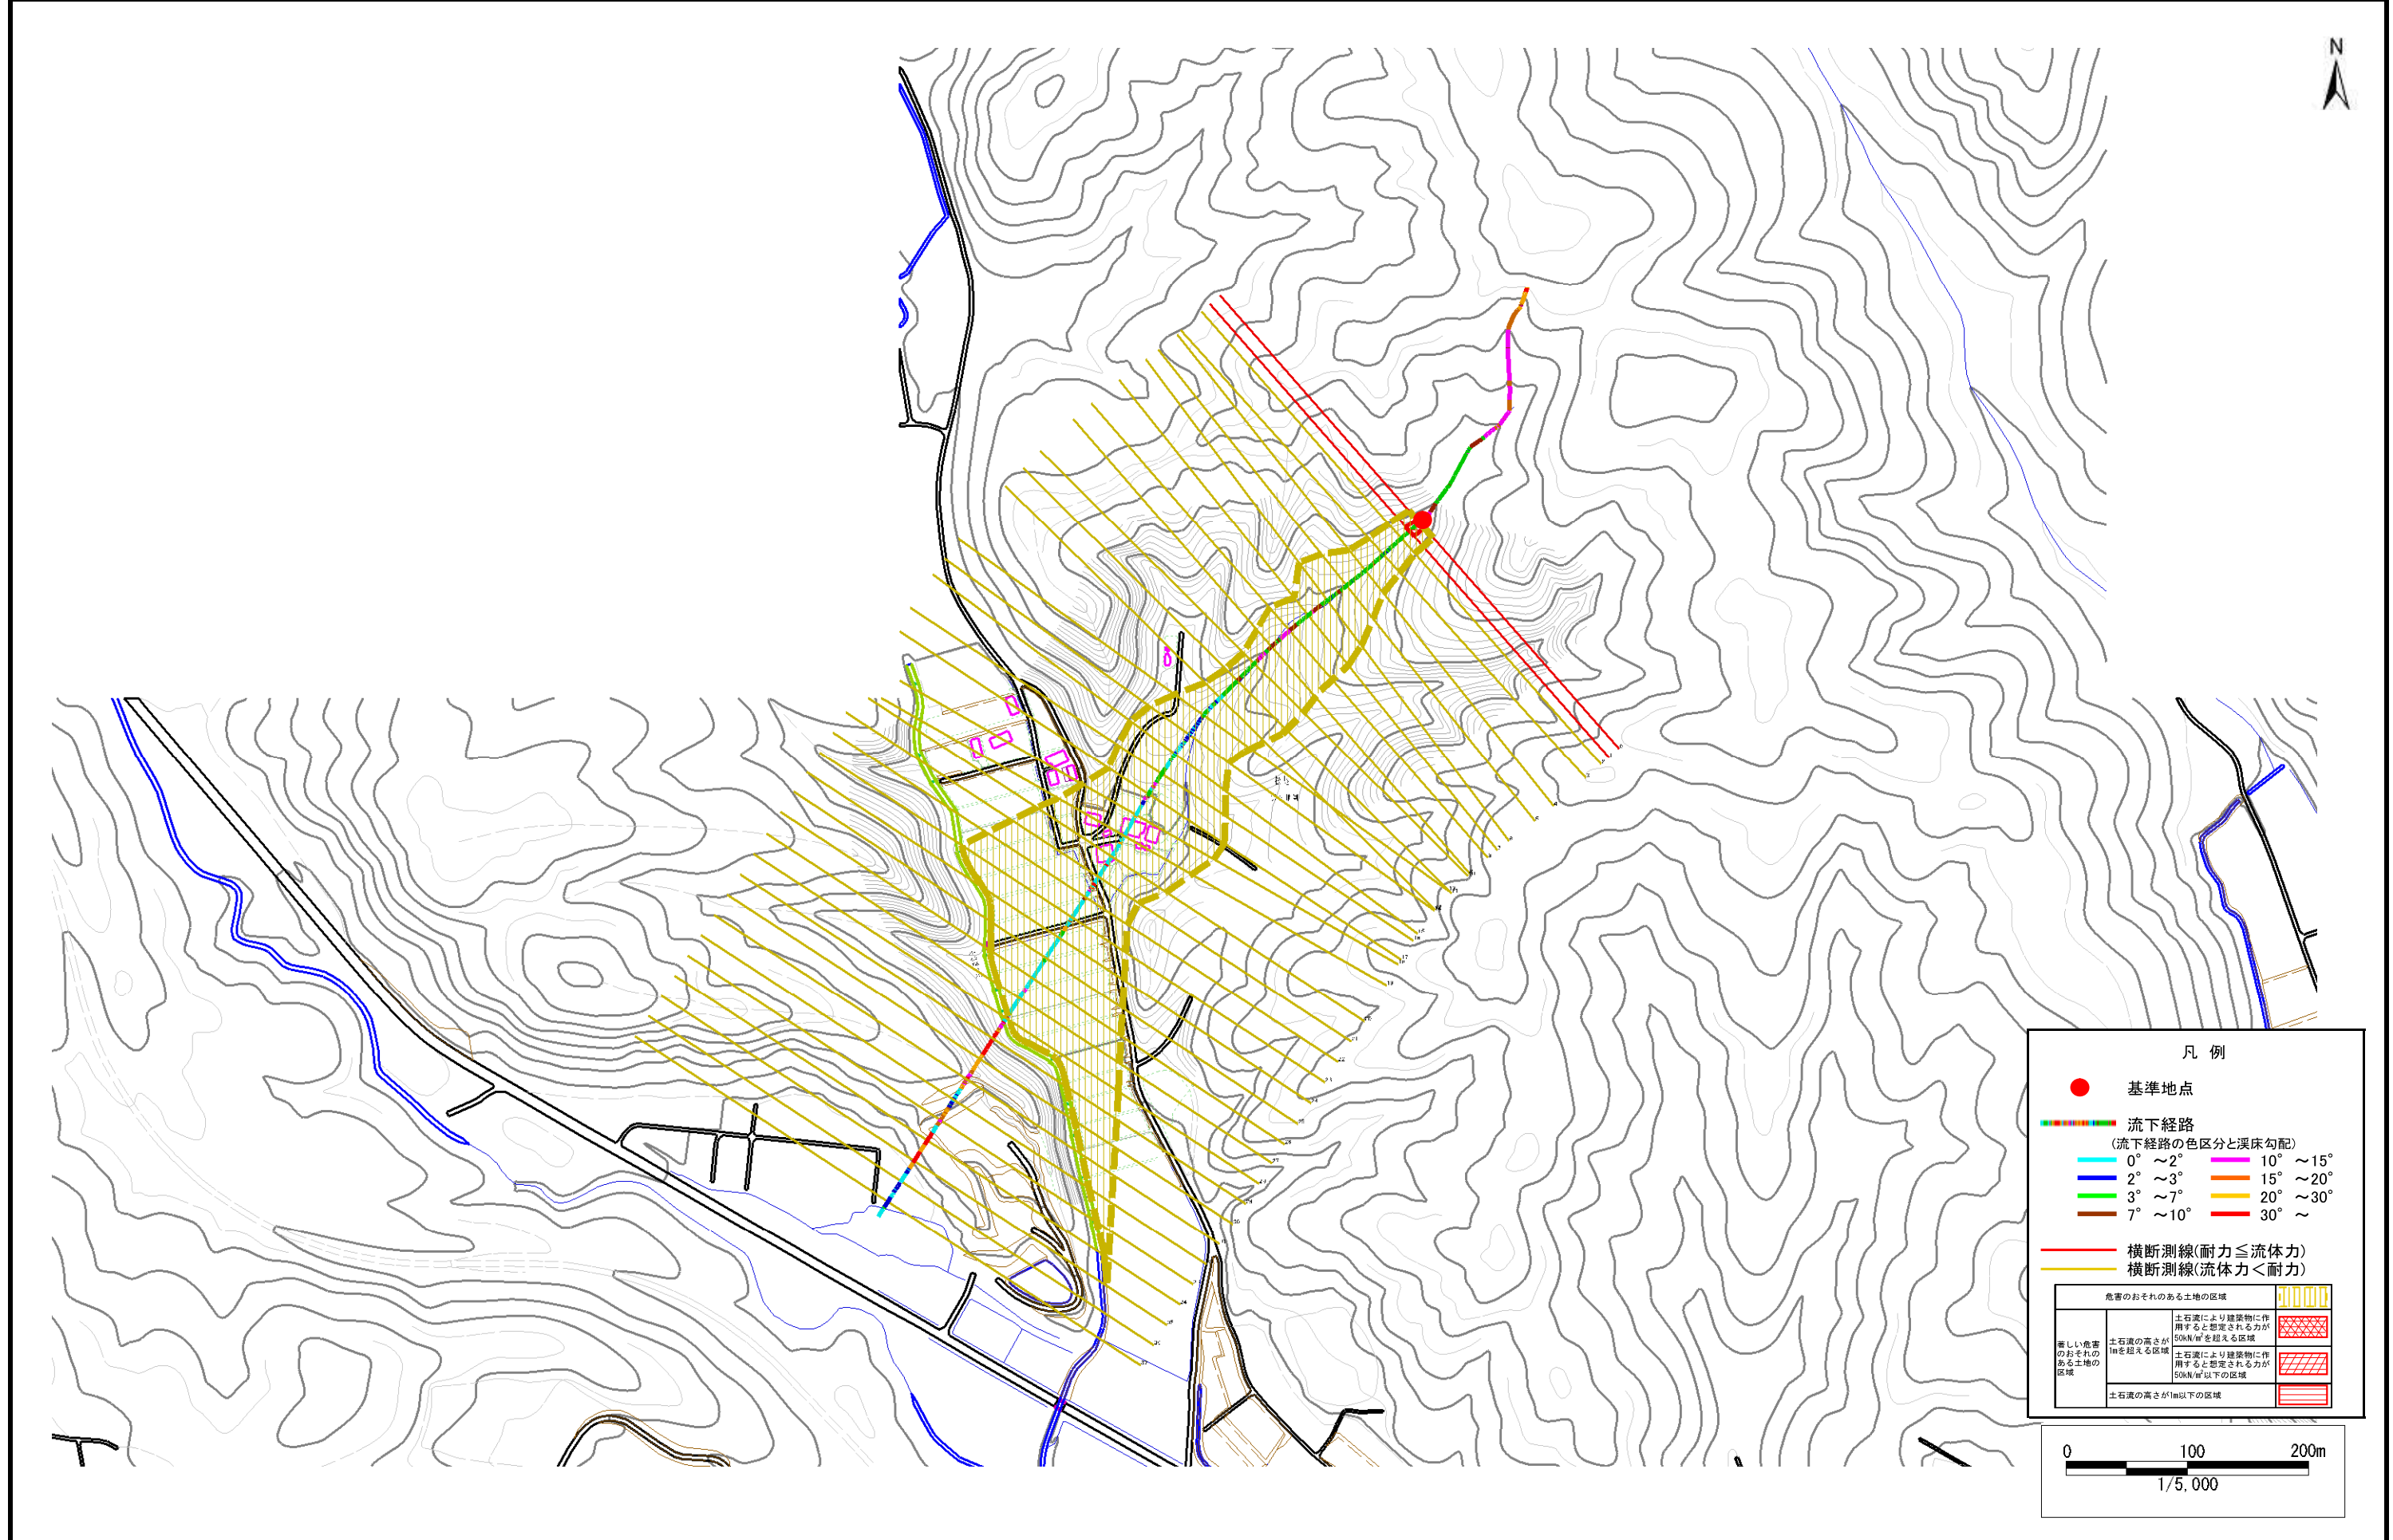 N
凡 例
基準地点
流下経路
(流下経路の色区分と渓床勾配)
0° ～2° 10° ～15°
2° ～3° 15° ～20°
3° ～7° 20° ～30°
7° ～10° 30° ～
横断測線(耐力≦流体力)
横断測線(流体力＜耐力)
危害のおそれのある土地の区域
著しい危害
のおそれの
ある土地の
区域
土石流の高さが
1mを超える区域
土石流により建築物に作
用すると想定される力が
50kN/m²を超える区域
土石流により建築物に作
用すると想定される力が
50kN/m²以下の区域
土石流の高さが1m以下の区域
0 100 200m
1/5,000